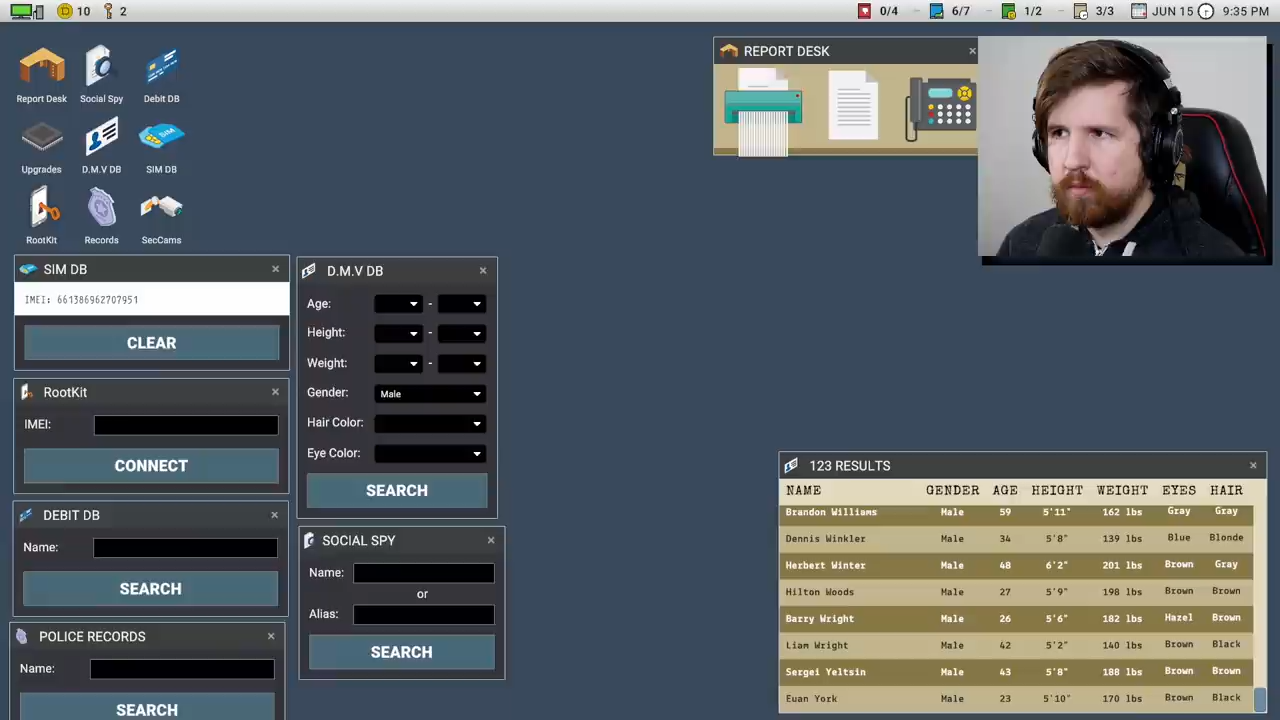 10
2
0/4
6/7
1/2
3/3
JUN 15
9:35 PM
Report Desk
Social Spy
Debit DB
Upgrades
D.M.V DB
SIM DB
RootKit
Records
SecCams
REPORT DESK
SIM DB
IMEI: 661386962707951
CLEAR
RootKit
IMEI:
CONNECT
DEBIT DB
Name:
SEARCH
POLICE RECORDS
Name:
SEARCH
D.M.V DB
Age: -
Height: -
Weight: -
Gender: Male
Hair Color:
Eye Color:
SEARCH
SOCIAL SPY
Name:
or
Alias:
SEARCH
123 RESULTS
NAME GENDER AGE HEIGHT WEIGHT EYES HAIR
Brandon Williams Male 59 5'11" 162 lbs Gray Gray
Dennis Winkler Male 34 5'8" 139 lbs Blue Blonde
Herbert Winter Male 48 6'2" 201 lbs Brown Gray
Hilton Woods Male 27 5'9" 198 lbs Brown Brown
Barry Wright Male 26 5'6" 182 lbs Hazel Brown
Liam Wright Male 42 5'2" 140 lbs Brown Black
Sergei Yeltsin Male 43 5'8" 188 lbs Brown Brown
Euan York Male 23 5'10" 170 lbs Brown Black